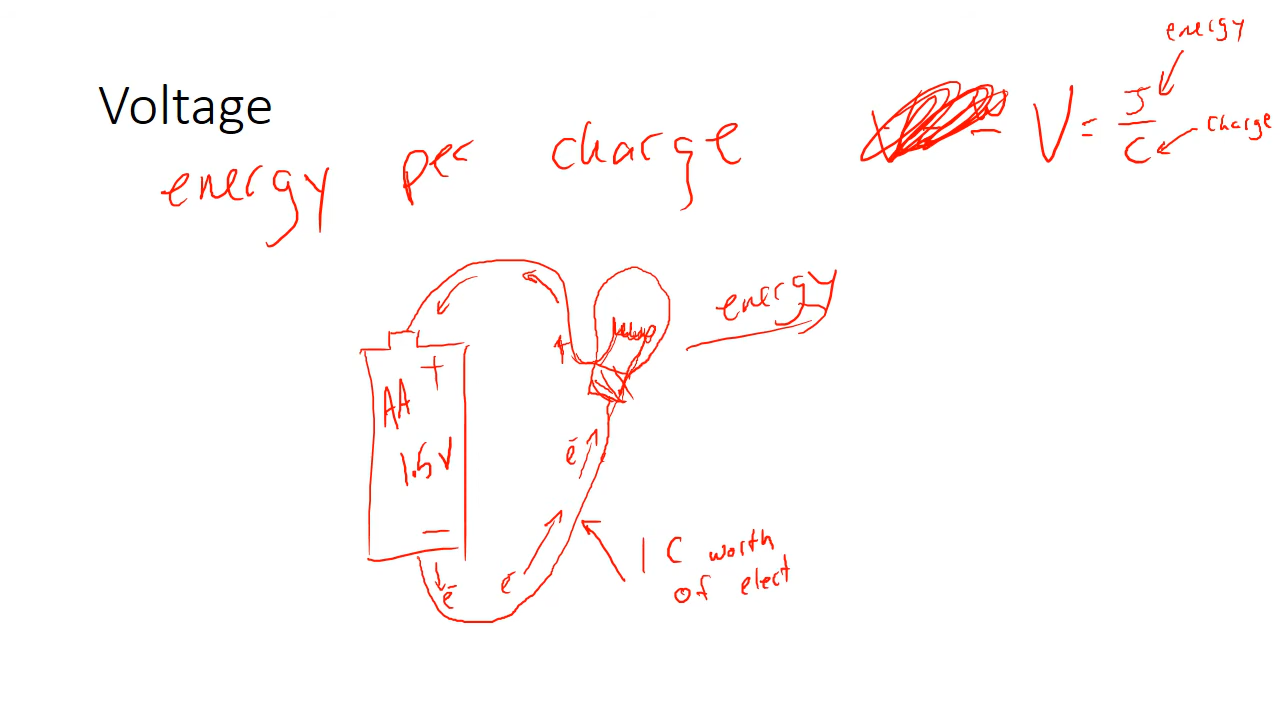 Voltage
energy per charge
V = J/C
energy
charge
energy
+
AA
1.5V
−
e⁻
e⁻
e⁻
1 C worth
of elect